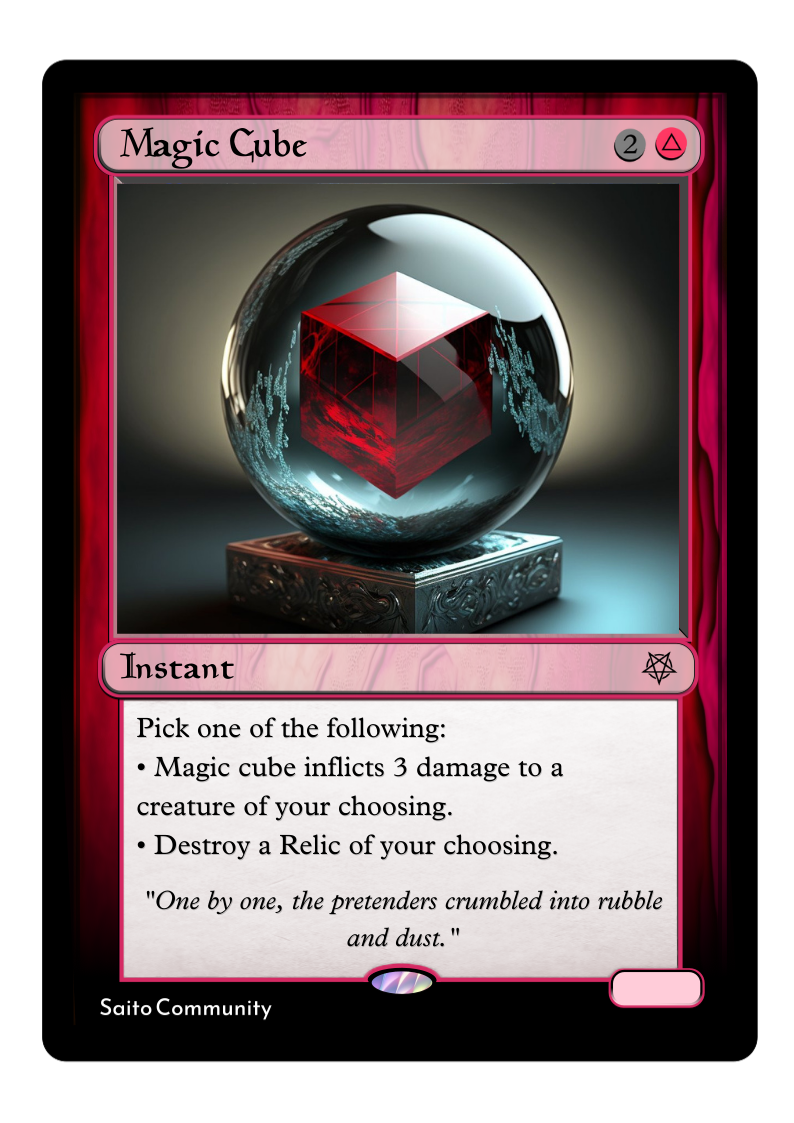 Magic Cube 2
Instant
Pick one of the following:
• Magic cube inflicts 3 damage to a
creature of your choosing.
• Destroy a Relic of your choosing.
"One by one, the pretenders crumbled into rubble
and dust."
Saito Community